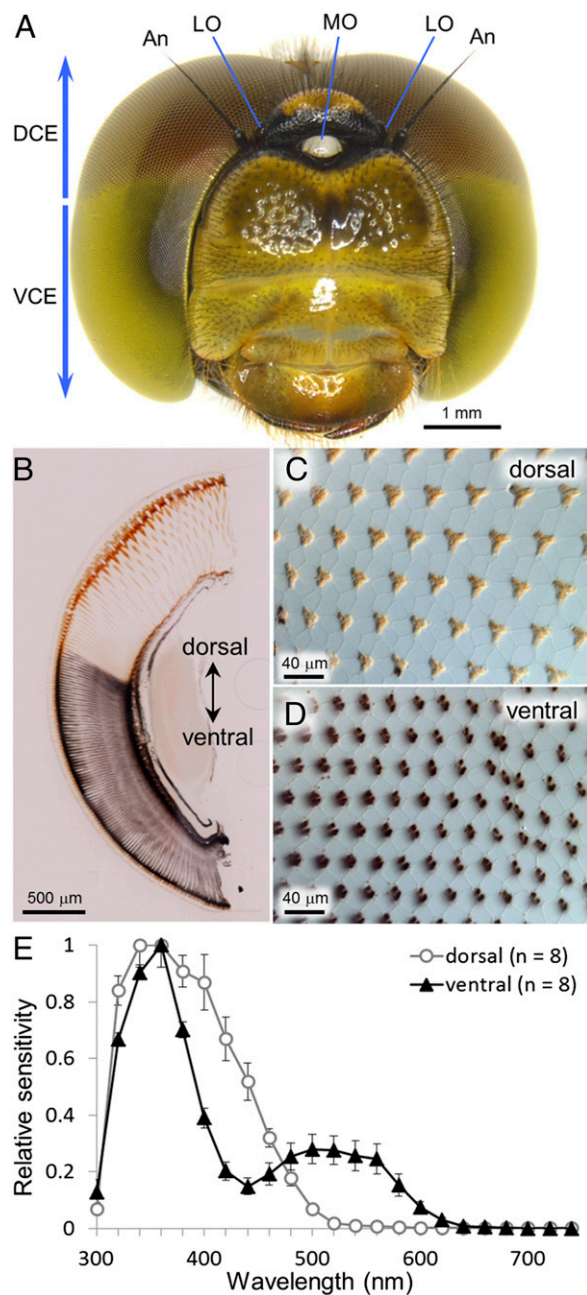 A
An LO MO LO An
DCE
VCE
1 mm
B
dorsal
ventral
500 μm
C
dorsal
40 μm
D
ventral
40 μm
E
dorsal (n = 8)
ventral (n = 8)
Relative sensitivity
1
0.8
0.6
0.4
0.2
0
300 400 500 600 700
Wavelength (nm)